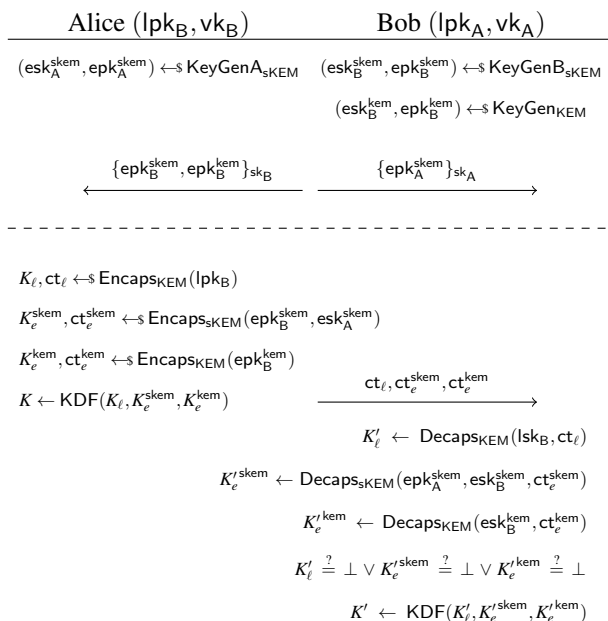 Alice (lpk_B, vk_B) Bob (lpk_A, vk_A)
(esk_A^skem, epk_A^skem) ←$ KeyGenA_sKEM (esk_B^skem, epk_B^skem) ←$ KeyGenB_sKEM
(esk_B^kem, epk_B^kem) ←$ KeyGen_KEM
{epk_B^skem, epk_B^kem}_sk_B {epk_A^skem}_sk_A
K_ℓ, ct_ℓ ←$ Encaps_KEM(lpk_B)
K_e^skem, ct_e^skem ←$ Encaps_sKEM(epk_B^skem, esk_A^skem)
K_e^kem, ct_e^kem ←$ Encaps_KEM(epk_B^kem)
K ← KDF(K_ℓ, K_e^skem, K_e^kem) ct_ℓ, ct_e^skem, ct_e^kem
K'_ℓ ← Decaps_KEM(lsk_B, ct_ℓ)
K'_e^skem ← Decaps_sKEM(epk_A^skem, esk_B^skem, ct_e^skem)
K'_e^kem ← Decaps_KEM(esk_B^kem, ct_e^kem)
K'_ℓ ≟ ⊥ ∨ K'_e^skem ≟ ⊥ ∨ K'_e^kem ≟ ⊥
K' ← KDF(K'_ℓ, K'_e^skem, K'_e^kem)